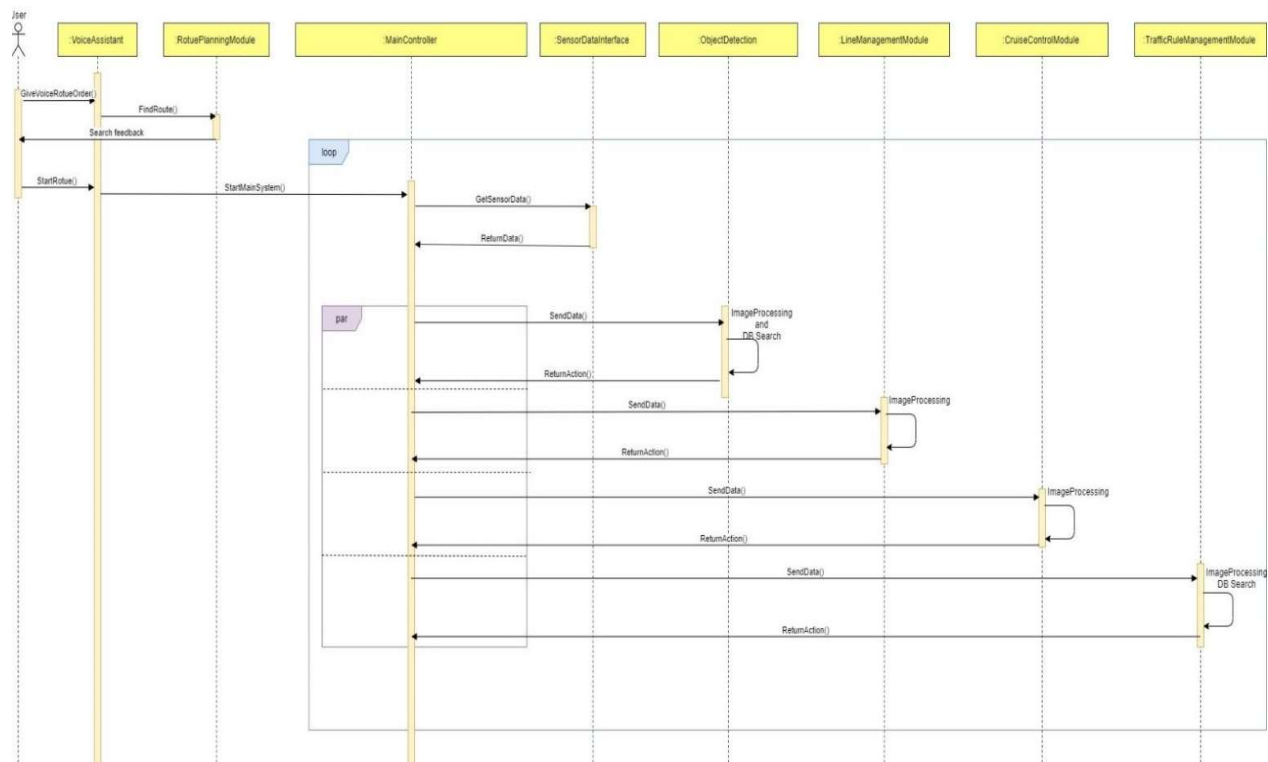 User
:VoiceAssistant
:RotuePlanningModule
:MainController
:SensorDataInterface
:ObjectDetection
:LineManagementModule
:CruiseControlModule
:TrafficRuleManagementModule
GiveVoiceRotueOrder()
FindRoute()
Search feedback
loop
StartRotue()
StartMainSystem()
GetSensorData()
ReturnData()
par
SendData()
ImageProcessing
and
DB Search
ReturnAction()
SendData()
ImageProcessing
ReturnAction()
SendData()
ImageProcessing
ReturnAction()
SendData()
ImageProcessing
DB Search
ReturnAction()